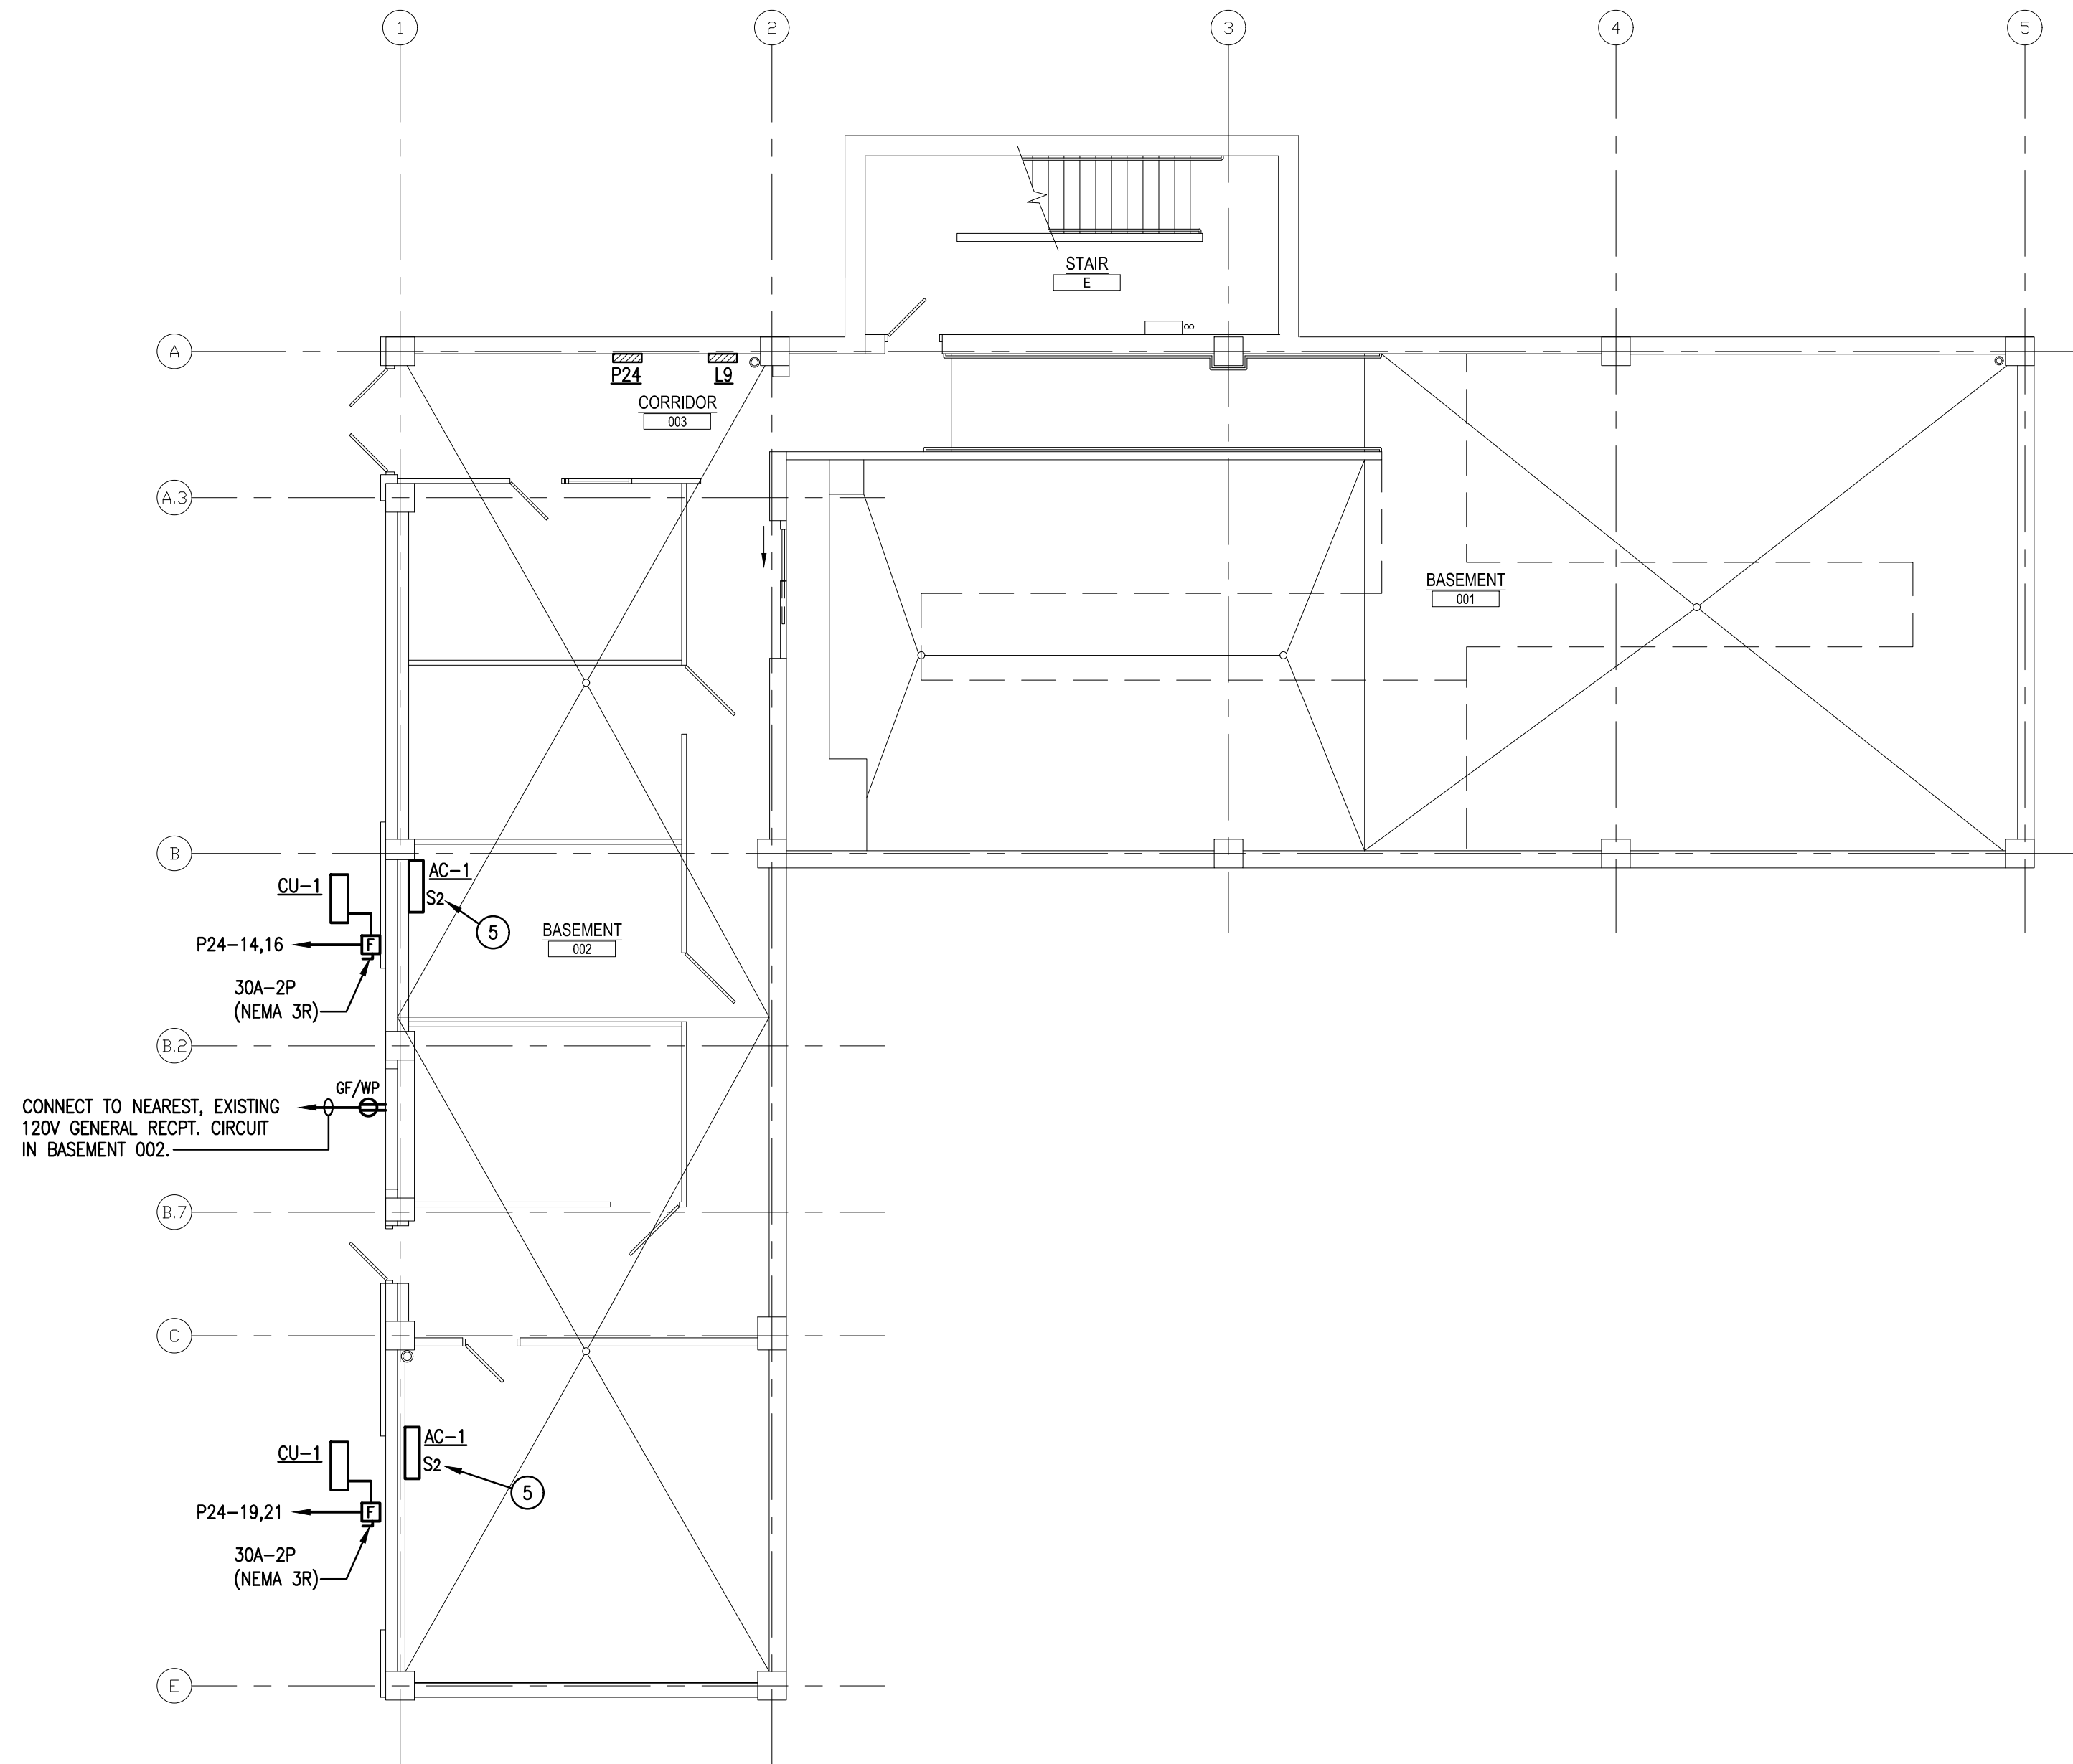 1
2
3
4
5
STAIR
E
A
P24
L9
CORRIDOR
003
A.3
BASEMENT
001
B
AC-1
CU-1
S2
5
P24-14,16
F
BASEMENT
002
30A-2P
(NEMA 3R)
B.2
GF/WP
CONNECT TO NEAREST, EXISTING
120V GENERAL RECPT. CIRCUIT
IN BASEMENT 002.
B.7
C
AC-1
CU-1
S2
5
P24-19,21
F
30A-2P
(NEMA 3R)
E